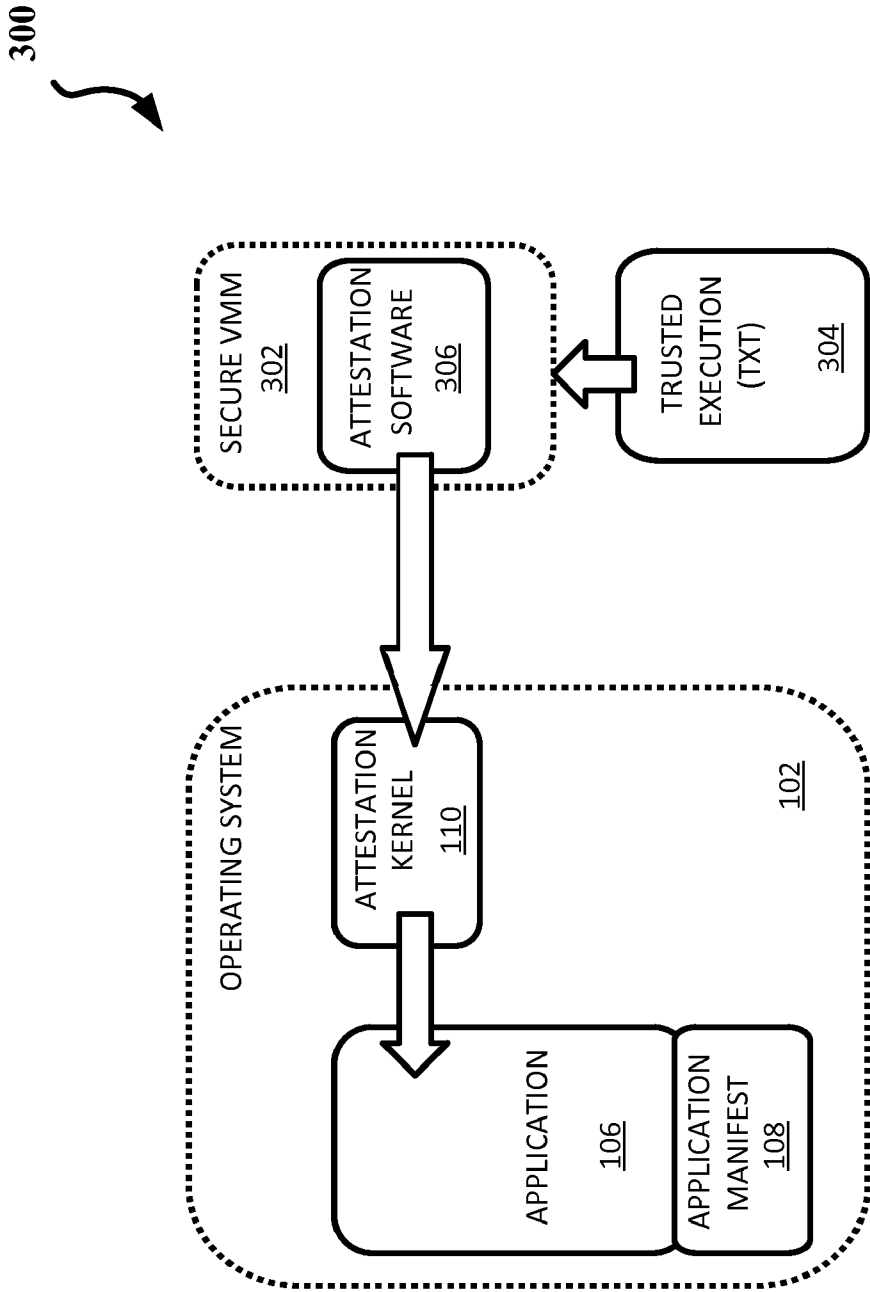 300
OPERATING SYSTEM
APPLICATION
106
APPLICATION
MANIFEST
108
ATTESTATION
KERNEL
110
102
SECURE VMM
302
ATTESTATION
SOFTWARE
306
TRUSTED
EXECUTION
(TXT)
304